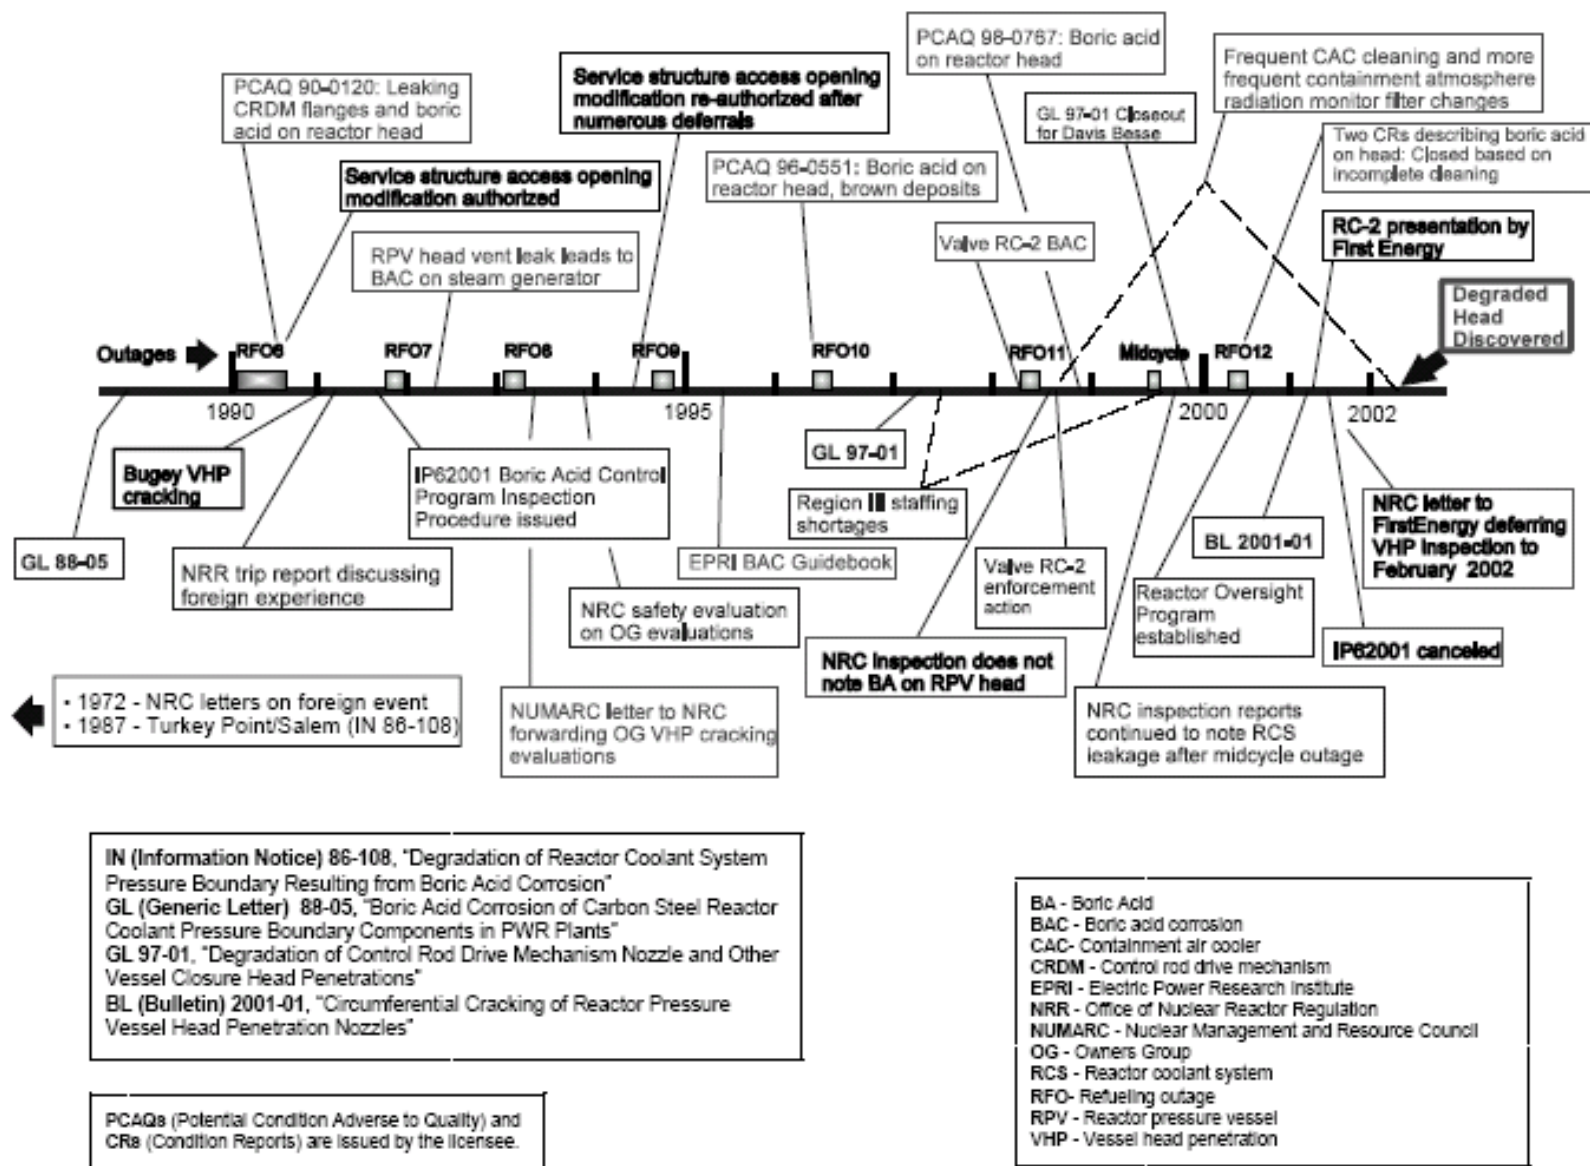 PCAQ 90-0120: Leaking
CRDM flanges and boric
acid on reactor head
Service structure access opening
modification authorized
RPV head vent leak leads to
BAC on steam generator
Service structure access opening
modification re-authorized after
numerous deferrals
PCAQ 96-0551: Boric acid on
reactor head, brown deposits
PCAQ 98-0767: Boric acid
on reactor head
Valve RC-2 BAC
GL 97-01 Closeout
for Davis Besse
Frequent CAC cleaning and more
frequent containment atmosphere
radiation monitor filter changes
Two CRs describing boric acid
on head: Closed based on
incomplete cleaning
RC-2 presentation by
First Energy
Degraded
Head
Discovered
Outages
RFO6
RFO7
RFO8
RFO9
RFO10
RFO11
Midcycle
RFO12
1990
1995
2000
2002
GL 88-05
Bugey VHP
cracking
NRR trip report discussing
foreign experience
IP62001 Boric Acid Control
Program Inspection
Procedure issued
NUMARC letter to NRC
forwarding OG VHP cracking
evaluations
NRC safety evaluation
on OG evaluations
EPRI BAC Guidebook
GL 97-01
Region III staffing
shortages
NRC Inspection does not
note BA on RPV head
Valve RC-2
enforcement
action
NRC inspection reports
continued to note RCS
leakage after midcycle outage
Reactor Oversight
Program
established
BL 2001-01
IP62001 canceled
NRC letter to
FirstEnergy deferring
VHP Inspection to
February 2002
• 1972 - NRC letters on foreign event
• 1987 - Turkey Point/Salem (IN 86-108)
IN (Information Notice) 86-108, "Degradation of Reactor Coolant System
Pressure Boundary Resulting from Boric Acid Corrosion"
GL (Generic Letter) 88-05, "Boric Acid Corrosion of Carbon Steel Reactor
Coolant Pressure Boundary Components in PWR Plants"
GL 97-01, "Degradation of Control Rod Drive Mechanism Nozzle and Other
Vessel Closure Head Penetrations"
BL (Bulletin) 2001-01, "Circumferential Cracking of Reactor Pressure
Vessel Head Penetration Nozzles"
PCAQs (Potential Condition Adverse to Quality) and
CRs (Condition Reports) are issued by the licensee.
BA - Boric Acid
BAC - Boric acid corrosion
CAC- Containment air cooler
CRDM - Control rod drive mechanism
EPRI - Electric Power Research Institute
NRR - Office of Nuclear Reactor Regulation
NUMARC - Nuclear Management and Resource Council
OG - Owners Group
RCS - Reactor coolant system
RFO- Refueling outage
RPV - Reactor pressure vessel
VHP - Vessel head penetration